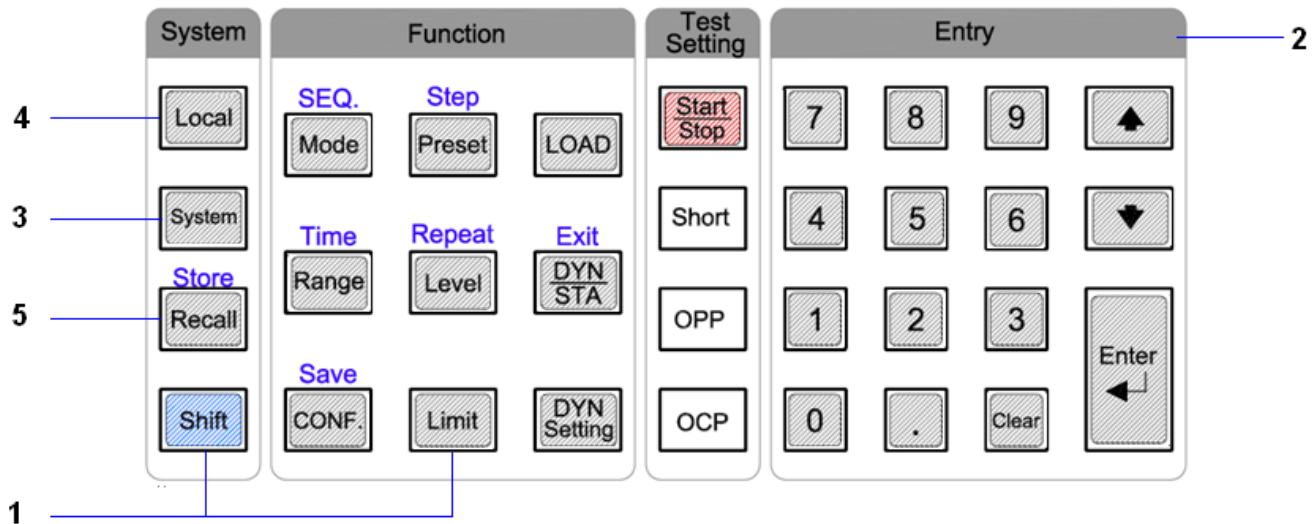 System
Function
Test
Setting
Entry
2
4
Local
SEQ.
Mode
Step
Preset
LOAD
Start
Stop
7
8
9
3
System
Time
Range
Repeat
Level
Exit
DYN
STA
Short
4
5
6
5
Store
Recall
OPP
1
2
3
Enter
Shift
Save
CONF.
Limit
DYN
Setting
OCP
0
.
Clear
1